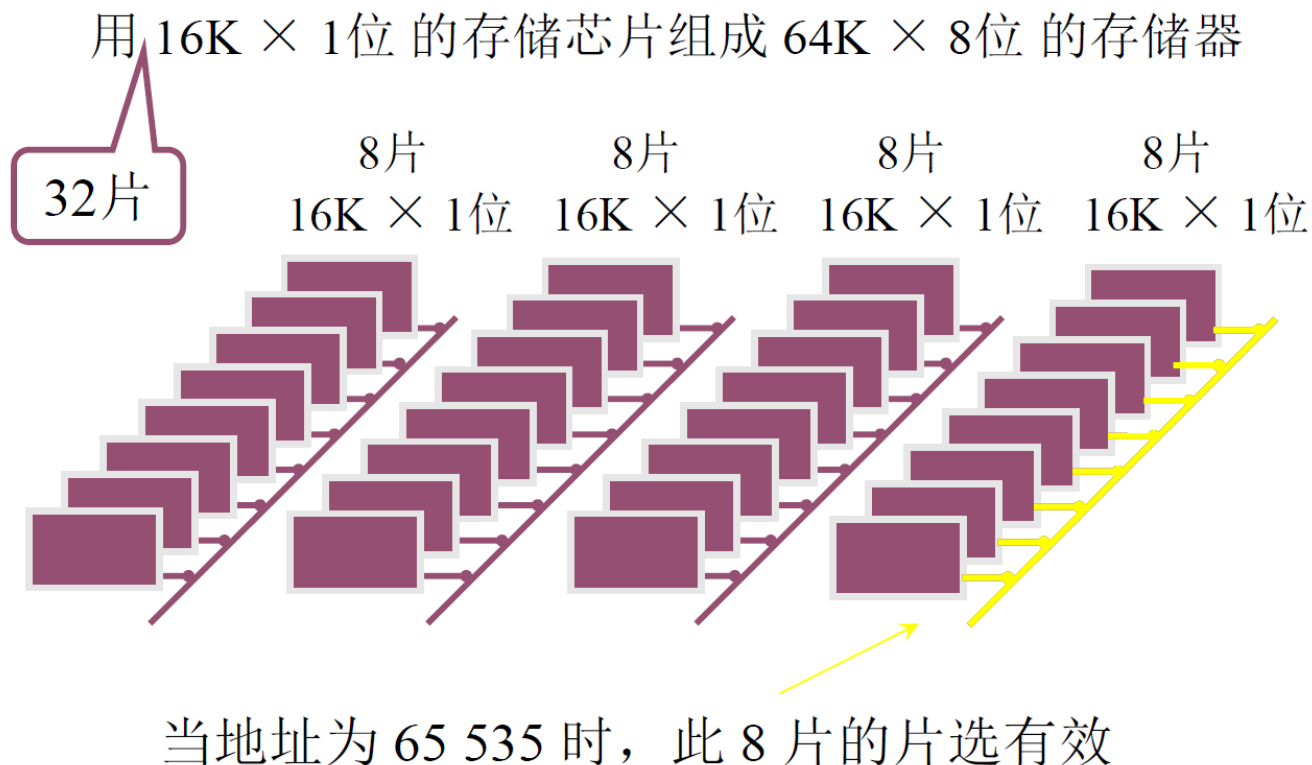 用 16K × 1位 的存储芯片组成 64K × 8位 的存储器
32片
8片 8片 8片 8片
16K × 1位 16K × 1位 16K × 1位 16K × 1位
当地址为 65 535 时，此 8 片的片选有效